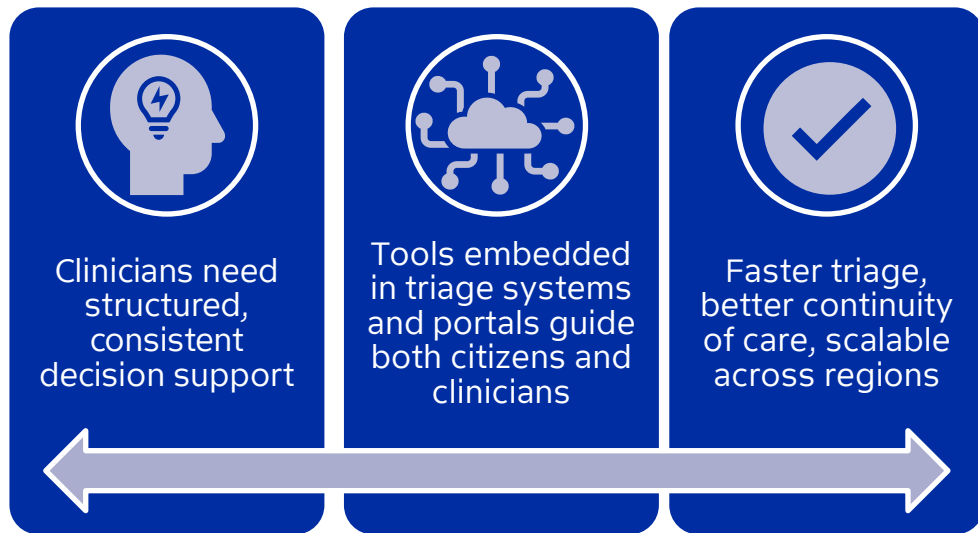 Clinicians need
structured,
consistent
decision support
Tools embedded
in triage systems
and portals guide
both citizens and
clinicians
Faster triage,
better continuity
of care, scalable
across regions